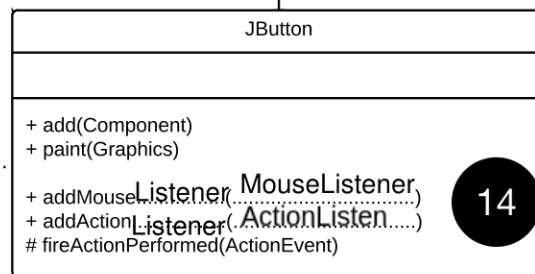 JButton
+ add(Component)
+ paint(Graphics)
+ addMouseListener(MouseListener)
+ addActionListener(ActionListen)
# fireActionPerformed(ActionEvent)
14